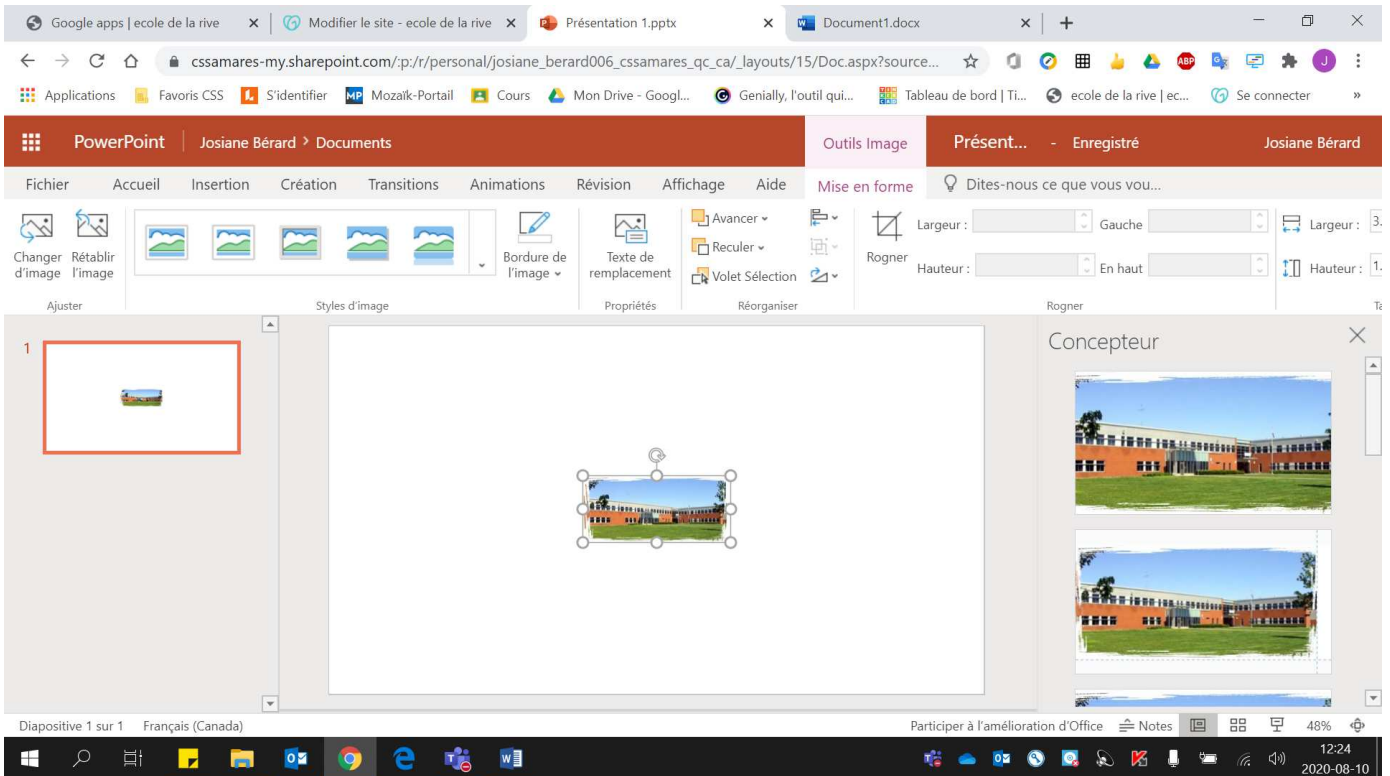 Google apps | ecole de la rive
Modifier le site - ecole de la rive
Présentation 1.pptx
Document1.docx
cssamares-my.sharepoint.com/:p:/r/personal/josiane_berard006_cssamares_qc_ca/_layouts/15/Doc.aspx?source...
ABP
J
Applications
Favoris CSS
S'identifier
MP Mozaïk-Portail
Cours
Mon Drive - Googl...
Genially, l'outil qui...
Tableau de bord | Ti...
ecole de la rive | ec...
Se connecter
»
PowerPoint
Josiane Bérard > Documents
Outils Image
Présent... - Enregistré
Josiane Bérard
Fichier Accueil Insertion Création Transitions Animations Révision Affichage Aide Mise en forme Dites-nous ce que vous vou...
Changer d'image
Rétablir l'image
Ajuster
Styles d'image
Bordure de l'image
Texte de remplacement
Propriétés
Avancer
Reculer
Volet Sélection
Réorganiser
Rogner
Largeur :
Hauteur :
Gauche
En haut
Rogner
Largeur : 3.
Hauteur : 1.
Ta
1
Concepteur
Diapositive 1 sur 1 Français (Canada)
Participer à l'amélioration d'Office Notes 48%
12:24
2020-08-10